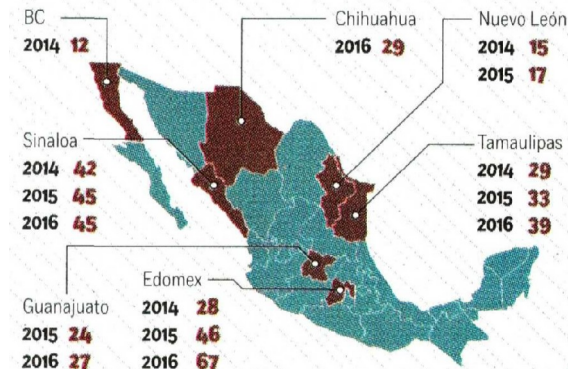 BC
2014 12
Chihuahua
2016 29
Nuevo León
2014 15
2015 17
Sinaloa
2014 42
2015 45
2016 45
Tamaulipas
2014 29
2015 33
2016 39
Guanajuato
2015 24
2016 27
Edomex
2014 28
2015 46
2016 67